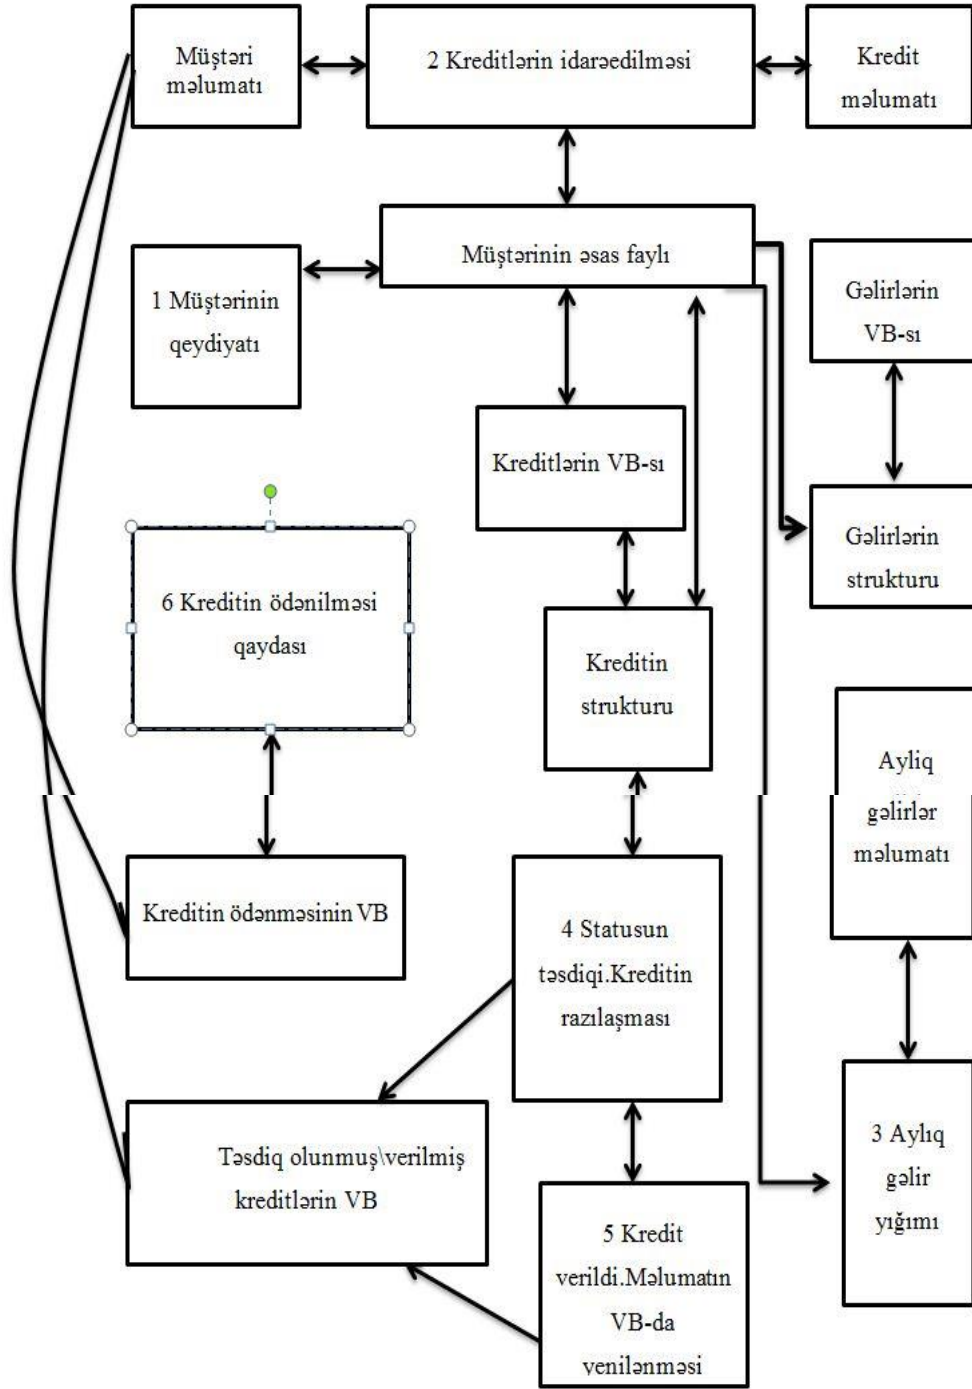 Müştəri
məlumatı
2 Kreditlərin idarəedilməsi
Kredit
məlumatı
Müştərinin əsas faylı
1 Müştərinin
qeydiyatı
Gəlirlərin
VB-sı
Kreditlərin VB-sı
Gəlirlərin
strukturu
6 Kreditin ödənilməsi
qaydası
Kreditin
strukturu
Ayliq
gəlirlər
məlumatı
Kreditin ödənməsinin VB
4 Statusun
təsdiqi.Kreditin
razılaşması
3 Aylıq
gəlir
yığımı
Təsdiq olunmuş\verilmiş
kreditlərin VB
5 Kredit
verildi.Məlumatın
VB-da
yenilənməsi